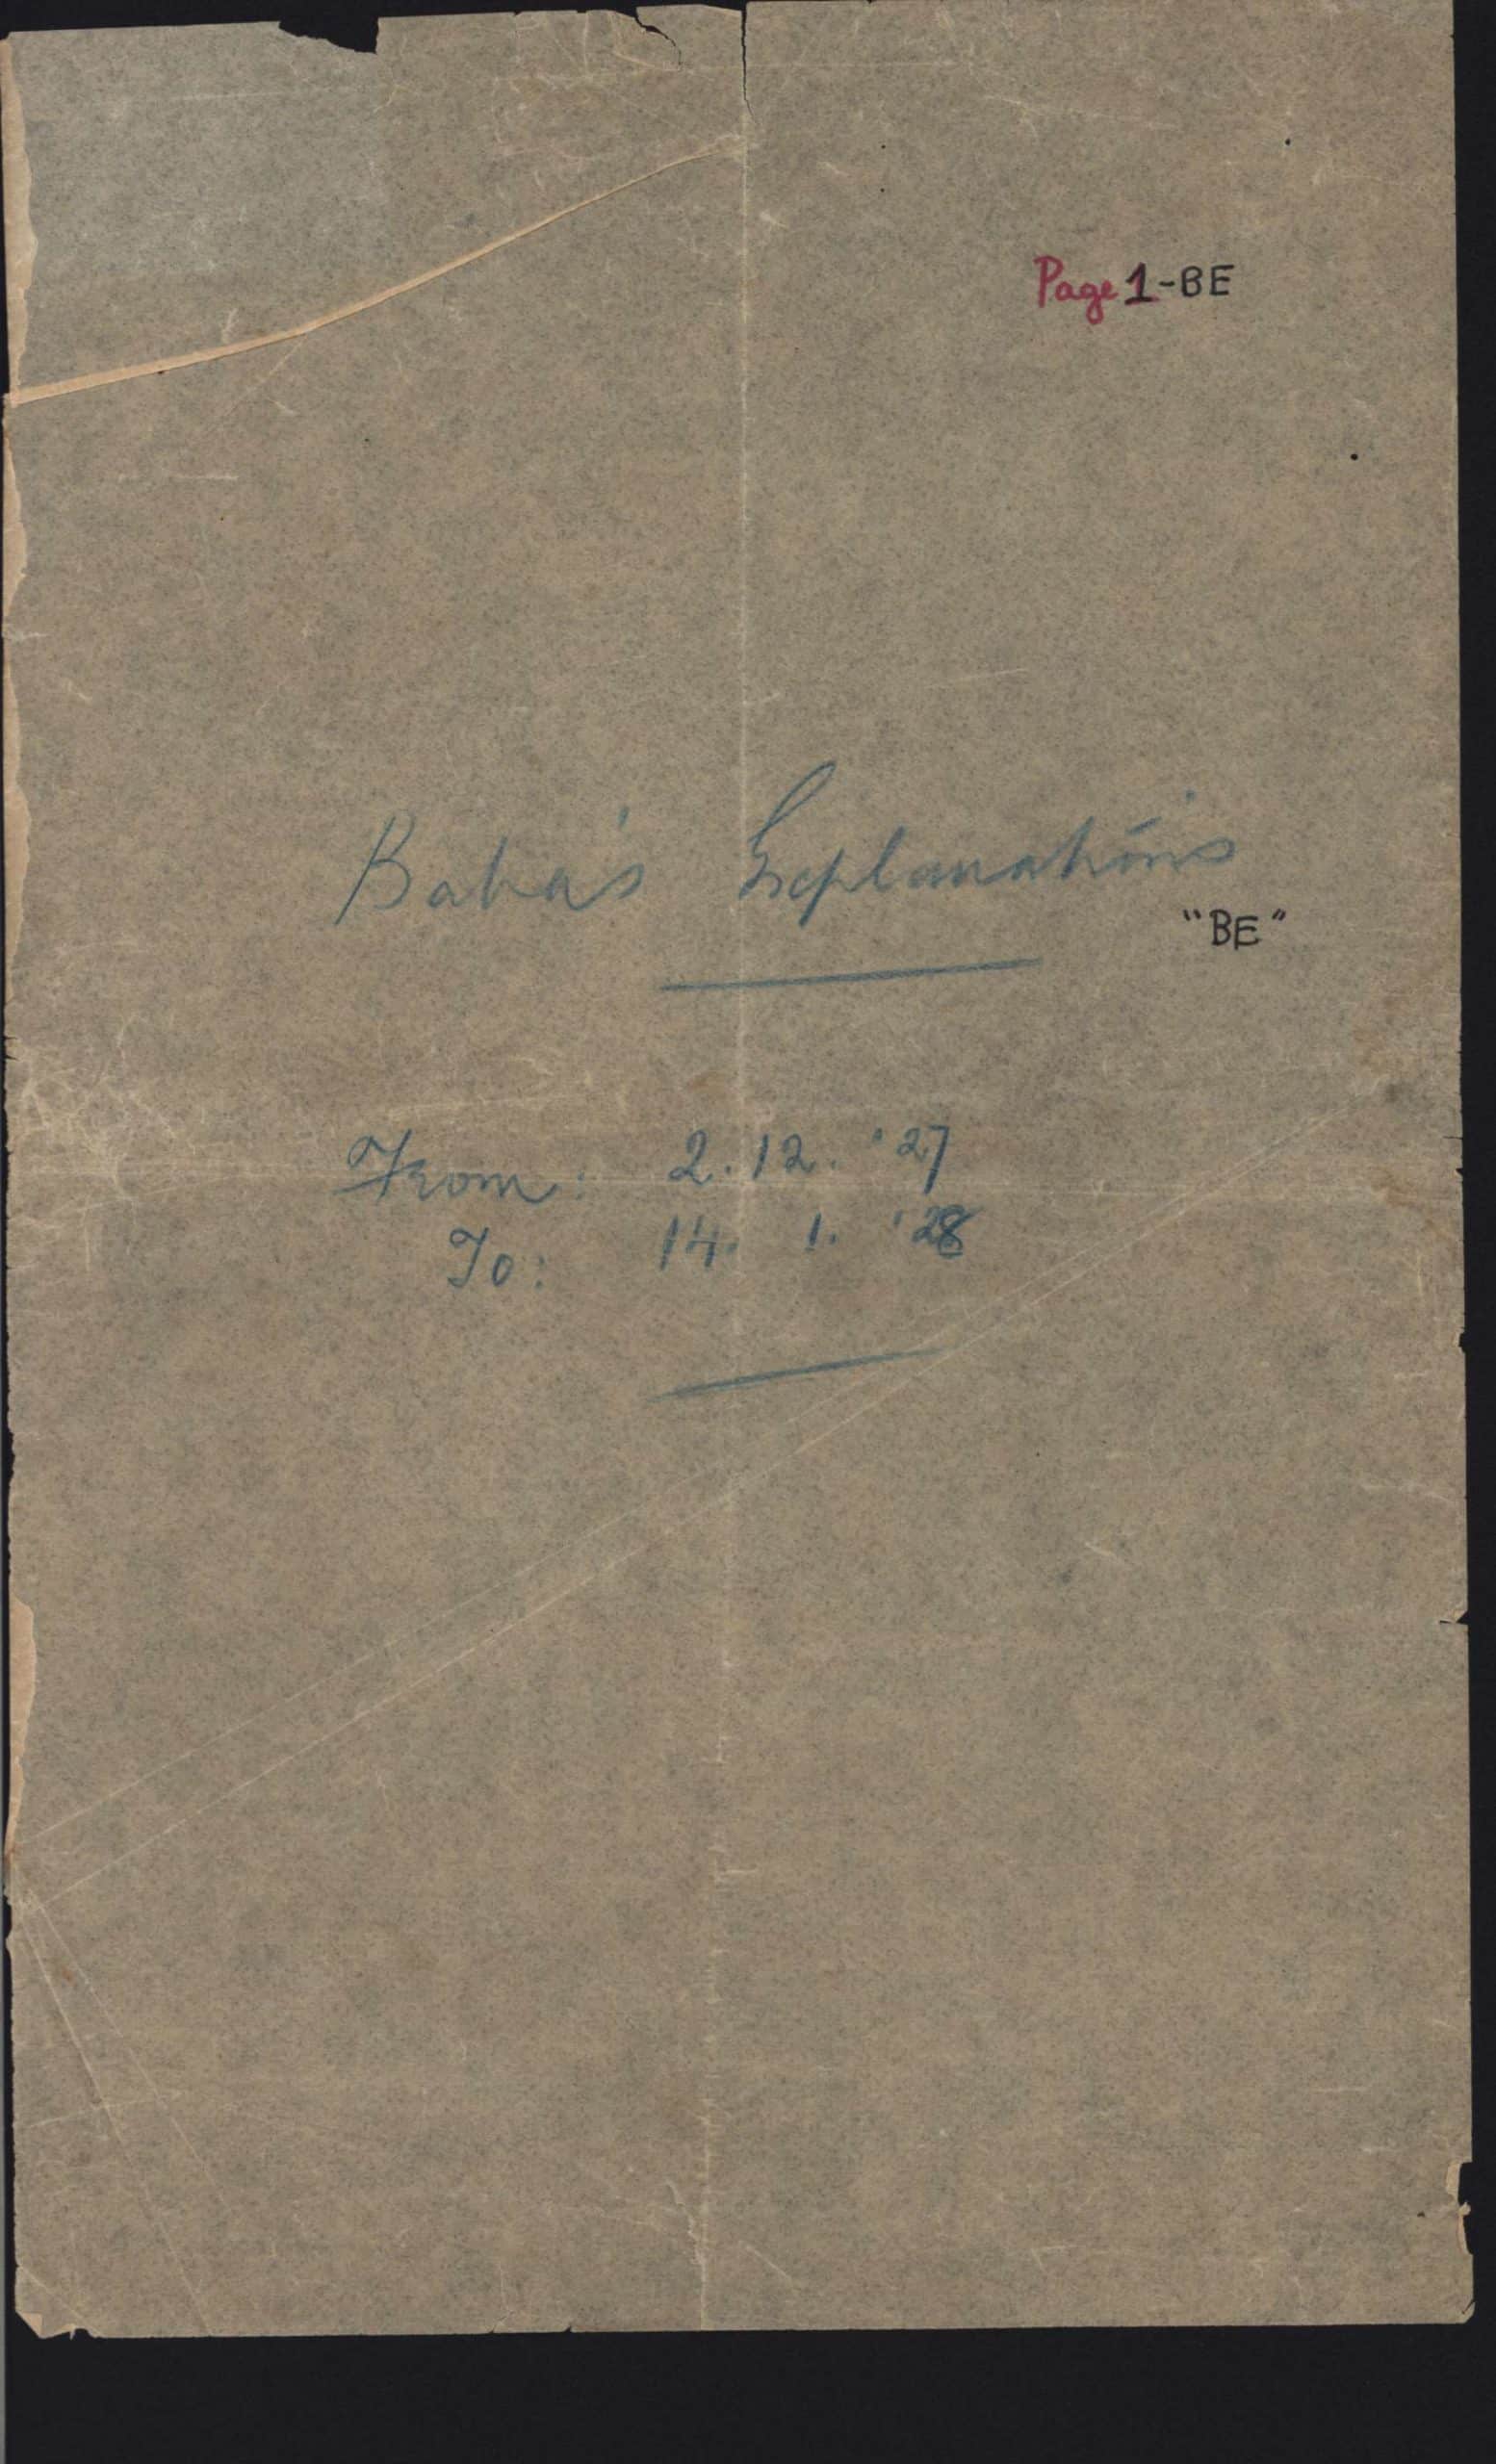 Page 1-BE
Baba's Explanations
"BE"
From: 2.12.'27
To: 14. 1. '28